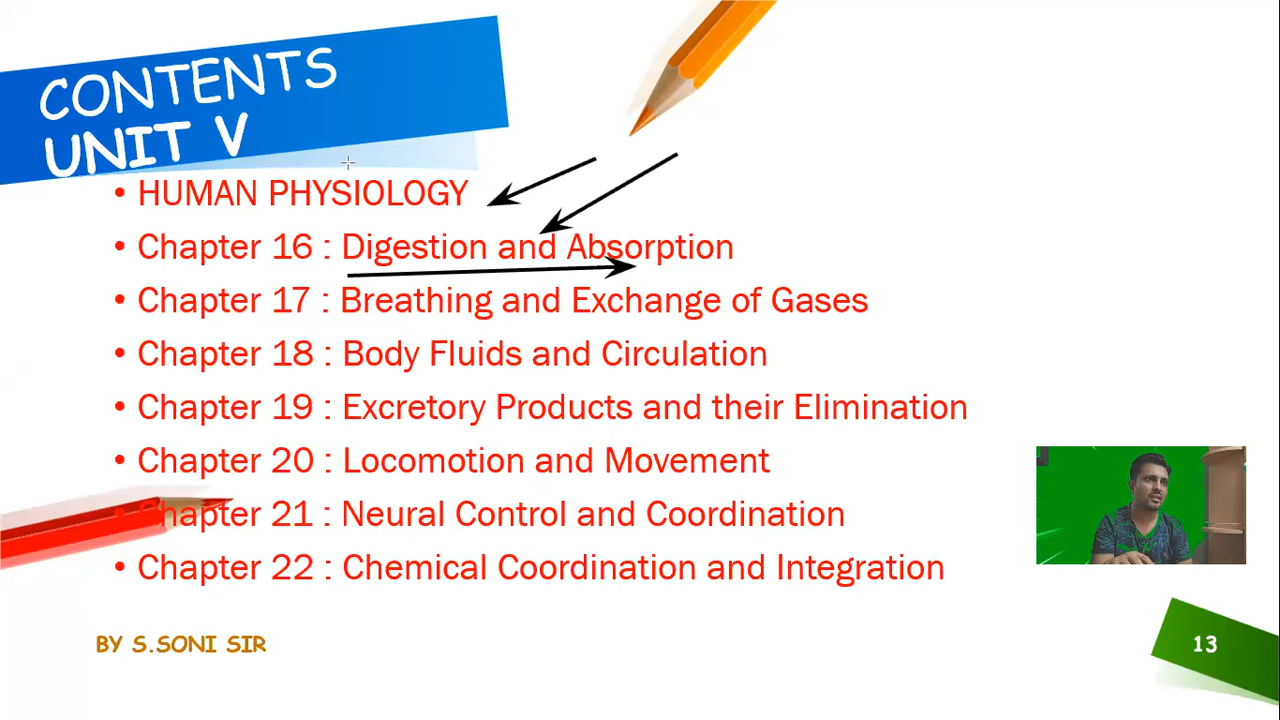 CONTENTS
UNIT V
• HUMAN PHYSIOLOGY
• Chapter 16 : Digestion and Absorption
• Chapter 17 : Breathing and Exchange of Gases
• Chapter 18 : Body Fluids and Circulation
• Chapter 19 : Excretory Products and their Elimination
• Chapter 20 : Locomotion and Movement
• Chapter 21 : Neural Control and Coordination
• Chapter 22 : Chemical Coordination and Integration
BY S.SONI SIR
13